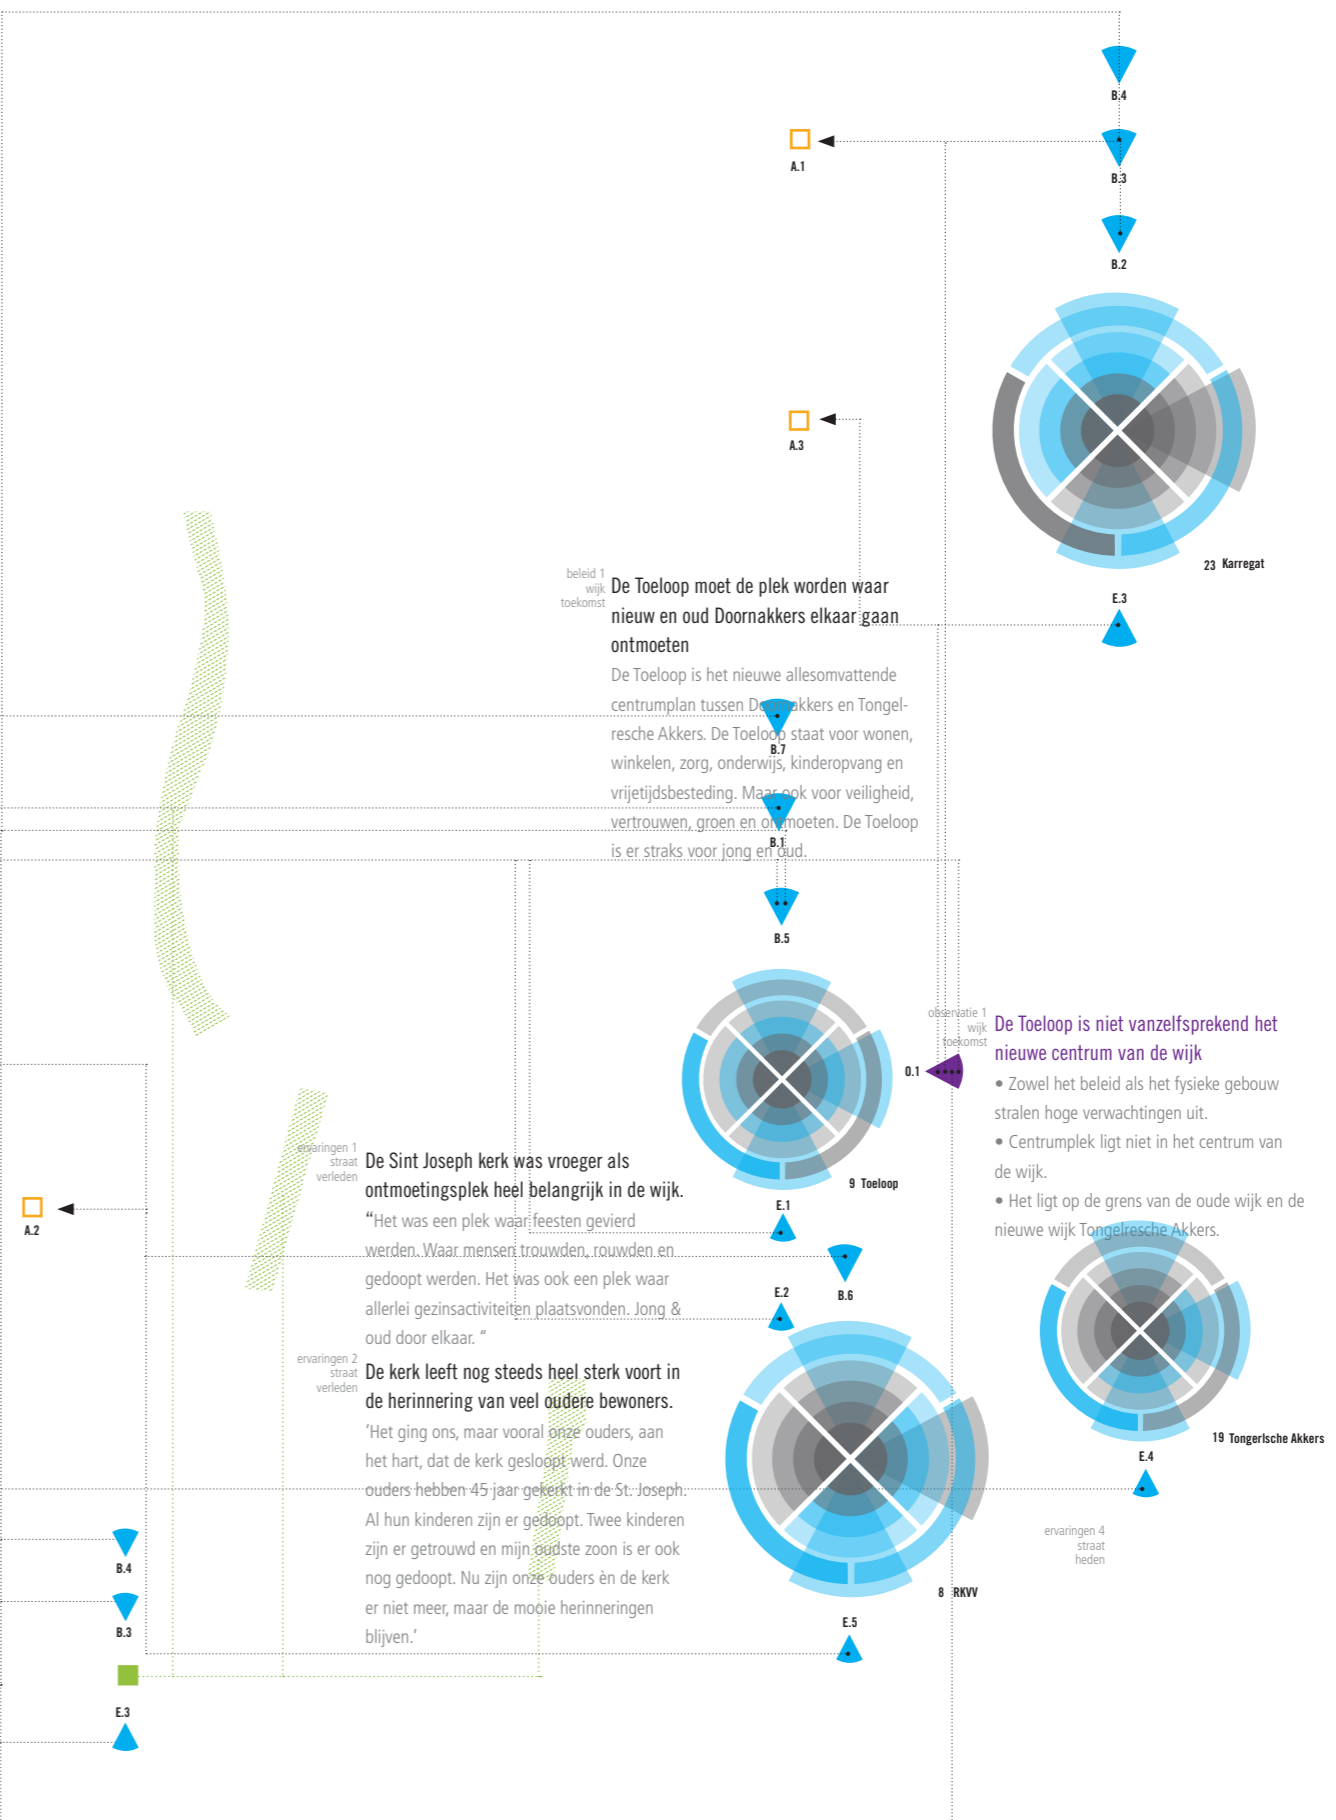 B.4
A.1
B.3
B.2
A.3
23 Karregat
E.3
beleid 1
wijk
toekomst
De Toeloop moet de plek worden waar
nieuw en oud Doornakkers elkaar gaan
ontmoeten
De Toeloop is het nieuwe allesomvattende
centrumplan tussen Doornakkers en Tongel-
resche Akkers. De Toeloop staat voor wonen,
winkelen, zorg, onderwijs, kinderopvang en
vrijetijdsbesteding. Maar ook voor veiligheid,
vertrouwen, groen en ontmoeten. De Toeloop
is er straks voor jong en oud.
B.7
B.1
B.5
9 Toeloop
O.1
observatie 1
wijk
toekomst
De Toeloop is niet vanzelfsprekend het
nieuwe centrum van de wijk
• Zowel het beleid als het fysieke gebouw
stralen hoge verwachtingen uit.
• Centrumplek ligt niet in het centrum van
de wijk.
• Het ligt op de grens van de oude wijk en de
nieuwe wijk Tongelresche Akkers.
ervaringen 1
straat
verleden
De Sint Joseph kerk was vroeger als
ontmoetingsplek heel belangrijk in de wijk.
“Het was een plek waar feesten gevierd
werden. Waar mensen trouwden, rouwden en
gedoopt werden. Het was ook een plek waar
allerlei gezinsactiviteiten plaatsvonden. Jong &
oud door elkaar. “
A.2
E.1
E.2
B.6
ervaringen 2
straat
verleden
De kerk leeft nog steeds heel sterk voort in
de herinnering van veel oudere bewoners.
‘Het ging ons, maar vooral onze ouders, aan
het hart, dat de kerk gesloopt werd. Onze
ouders hebben 45 jaar gekerkt in de St. Joseph.
Al hun kinderen zijn er gedoopt. Twee kinderen
zijn er getrouwd en mijn oudste zoon is er ook
nog gedoopt. Nu zijn onze ouders èn de kerk
er niet meer, maar de mooie herinneringen
blijven.’
19 Tongerlsche Akkers
E.4
ervaringen 4
straat
heden
8 RKVV
E.5
B.4
B.3
E.3